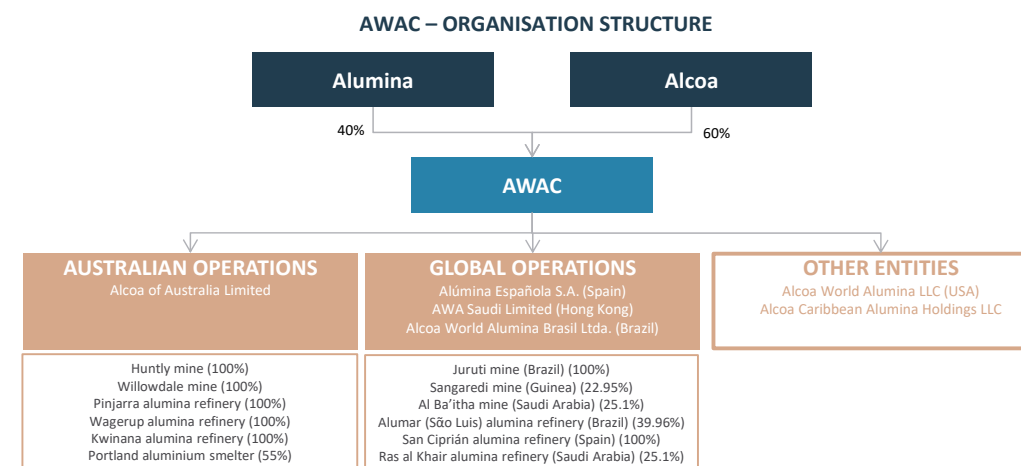 AWAC – ORGANISATION STRUCTURE
Alumina
Alcoa
40%
60%
AWAC
AUSTRALIAN OPERATIONS
Alcoa of Australia Limited
GLOBAL OPERATIONS
Alúmina Española S.A. (Spain)
AWA Saudi Limited (Hong Kong)
Alcoa World Alumina Brasil Ltda. (Brazil)
OTHER ENTITIES
Alcoa World Alumina LLC (USA)
Alcoa Caribbean Alumina Holdings LLC
Huntly mine (100%)
Willowdale mine (100%)
Pinjarra alumina refinery (100%)
Wagerup alumina refinery (100%)
Kwinana alumina refinery (100%)
Portland aluminium smelter (55%)
Juruti mine (Brazil) (100%)
Sangaredi mine (Guinea) (22.95%)
Al Ba’itha mine (Saudi Arabia) (25.1%)
Alumar (São Luis) alumina refinery (Brazil) (39.96%)
San Ciprián alumina refinery (Spain) (100%)
Ras al Khair alumina refinery (Saudi Arabia) (25.1%)